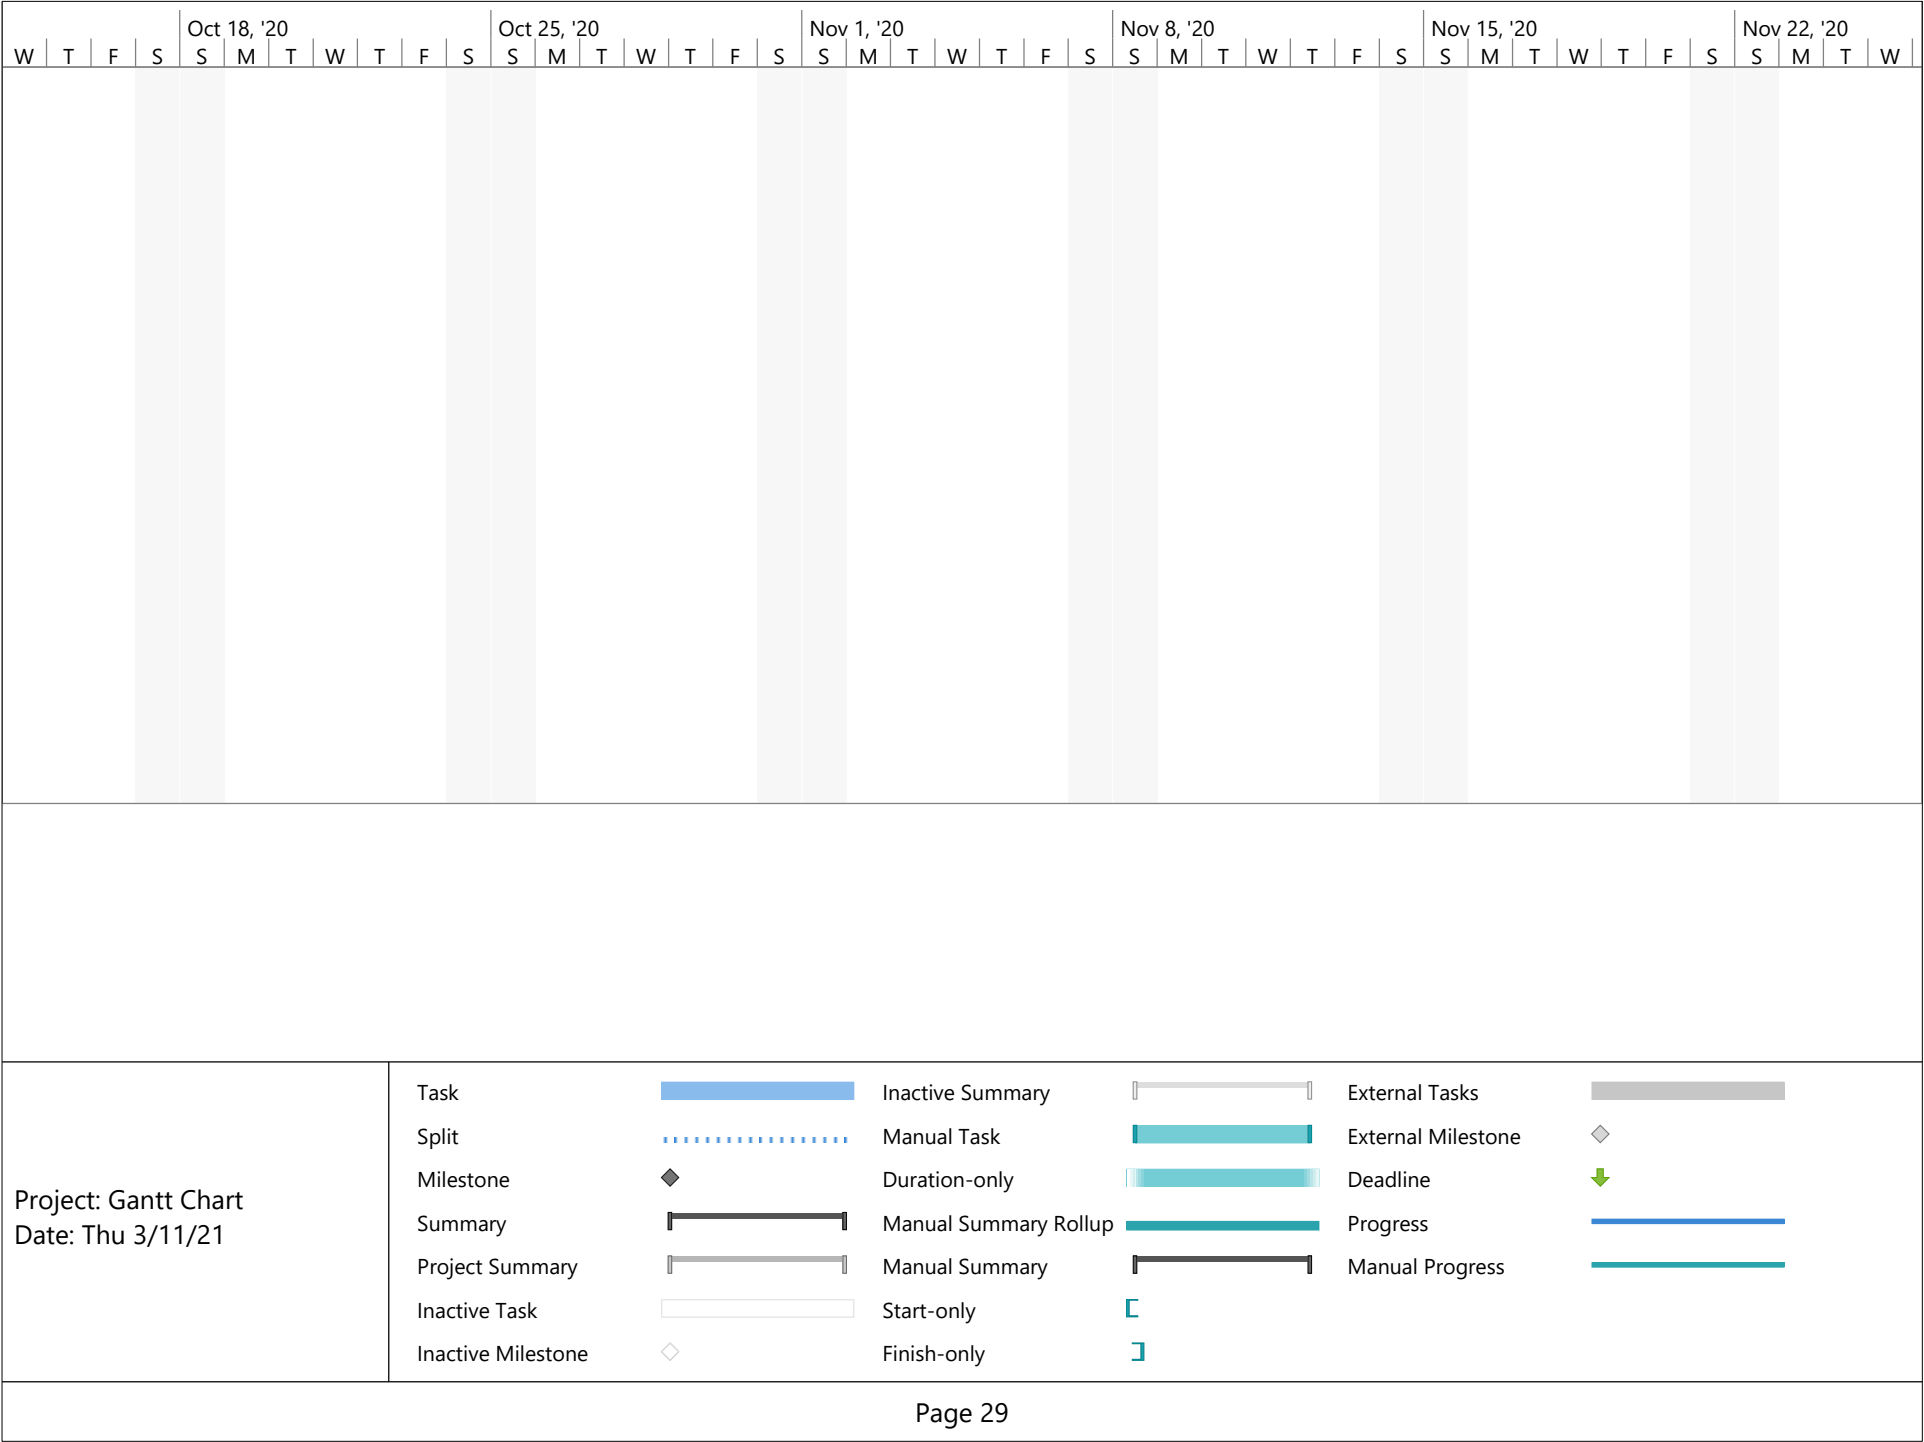 Oct 18, '20 Oct 25, '20 Nov 1, '20 Nov 8, '20 Nov 15, '20 Nov 22, '20
W T F S S M T W T F S S M T W T F S S M T W T F S S M T W T F S S M T W T F S S M T W
Project: Gantt Chart
Date: Thu 3/11/21
Task
Split
Milestone
Summary
Project Summary
Inactive Task
Inactive Milestone
Inactive Summary
Manual Task
Duration-only
Manual Summary Rollup
Manual Summary
Start-only
Finish-only
External Tasks
External Milestone
Deadline
Progress
Manual Progress
Page 29